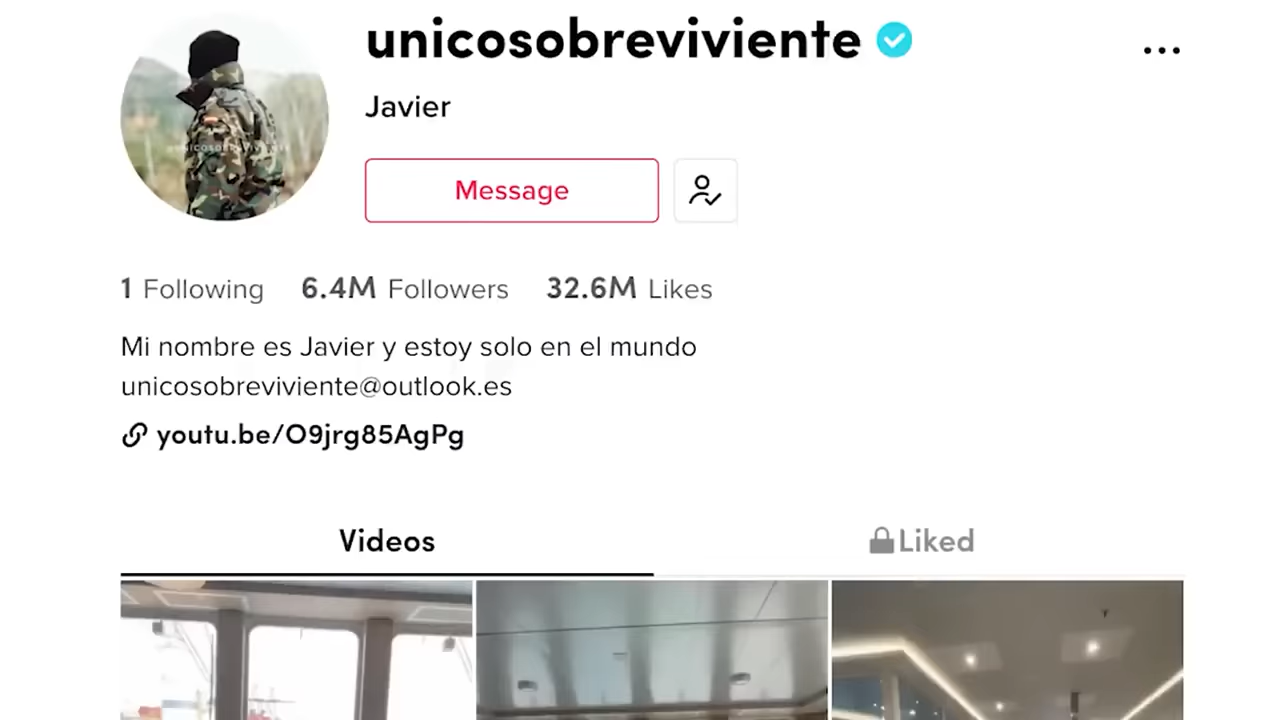 unicosobreviviente
Javier
Message
1 Following 6.4M Followers 32.6M Likes
Mi nombre es Javier y estoy solo en el mundo
unicosobreviviente@outlook.es
youtu.be/O9jrg85AgPg
Videos Liked